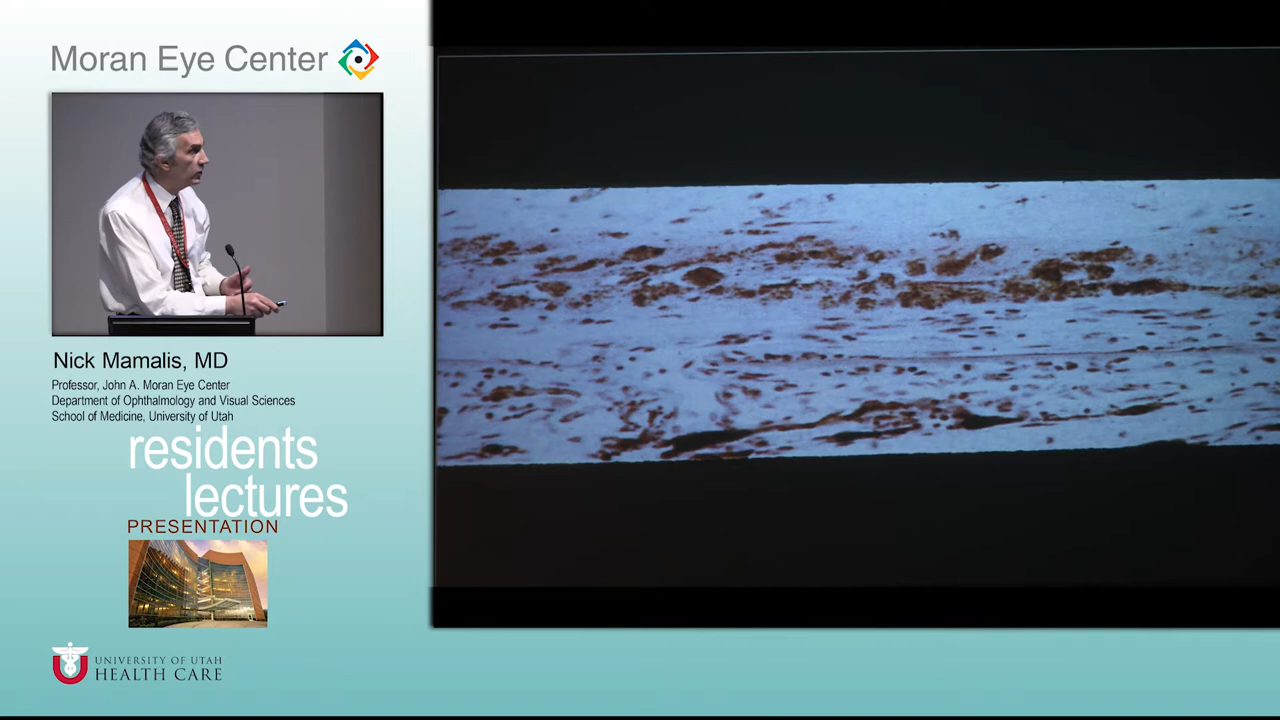 Moran Eye Center
Nick Mamalis, MD
Professor, John A. Moran Eye Center
Department of Ophthalmology and Visual Sciences
School of Medicine, University of Utah
residents
lectures
PRESENTATION
UNIVERSITY OF UTAH
HEALTH CARE